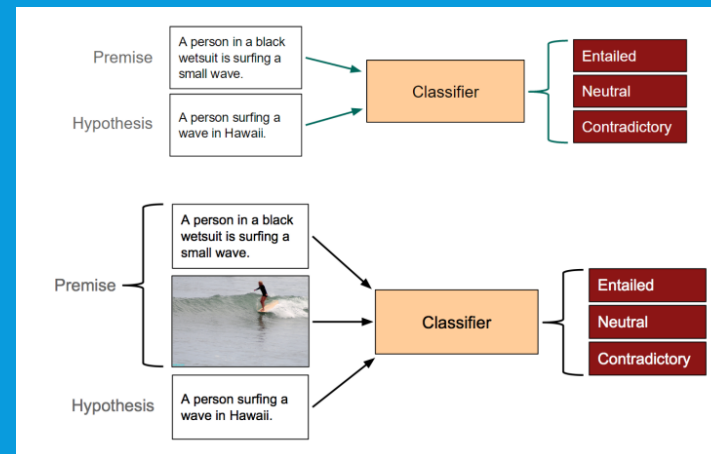 Premise
A person in a black
wetsuit is surfing a
small wave.
Hypothesis
A person surfing a
wave in Hawaii.
Classifier
Entailed
Neutral
Contradictory
Premise
A person in a black
wetsuit is surfing a
small wave.
Hypothesis
A person surfing a
wave in Hawaii.
Classifier
Entailed
Neutral
Contradictory